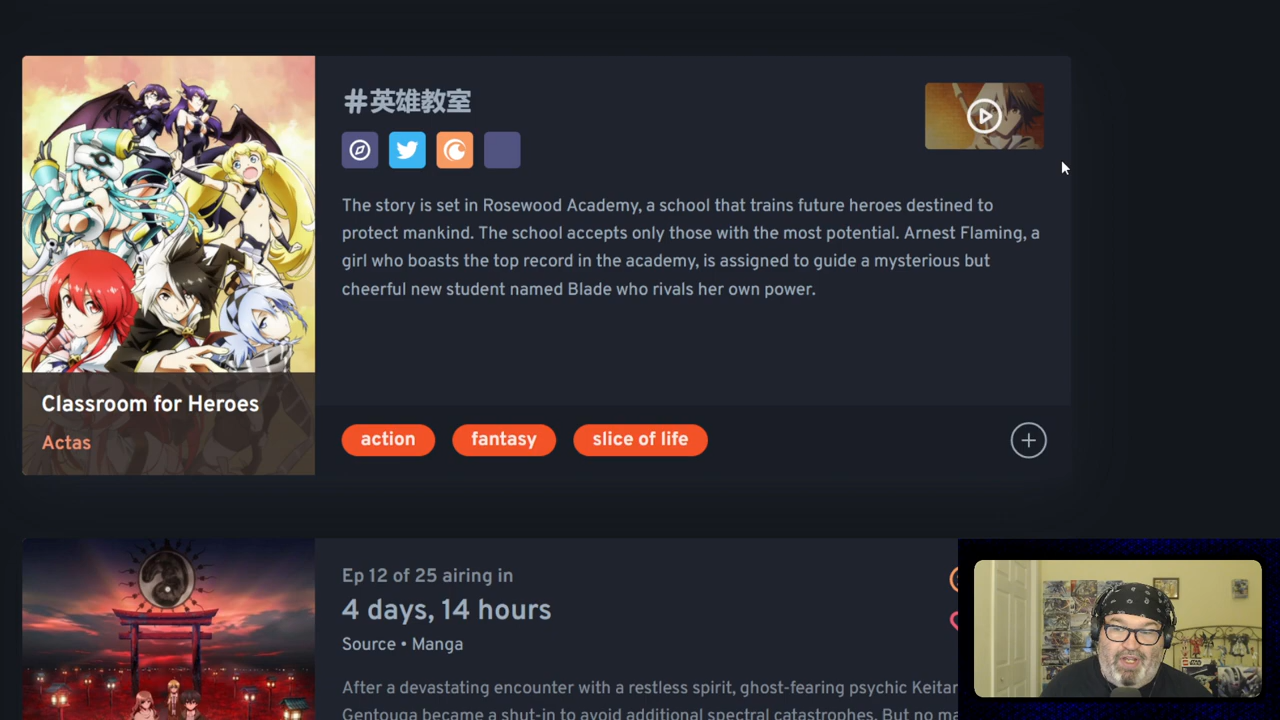 #英雄教室
The story is set in Rosewood Academy, a school that trains future heroes destined to
protect mankind. The school accepts only those with the most potential. Arnest Flaming, a
girl who boasts the top record in the academy, is assigned to guide a mysterious but
cheerful new student named Blade who rivals her own power.
Classroom for Heroes
Actas
action fantasy slice of life
Ep 12 of 25 airing in
4 days, 14 hours
Source • Manga
After a devastating encounter with a restless spirit, ghost-fearing psychic Keitar
Gentouga became a shut-in to avoid additional spectral catastrophes. But no